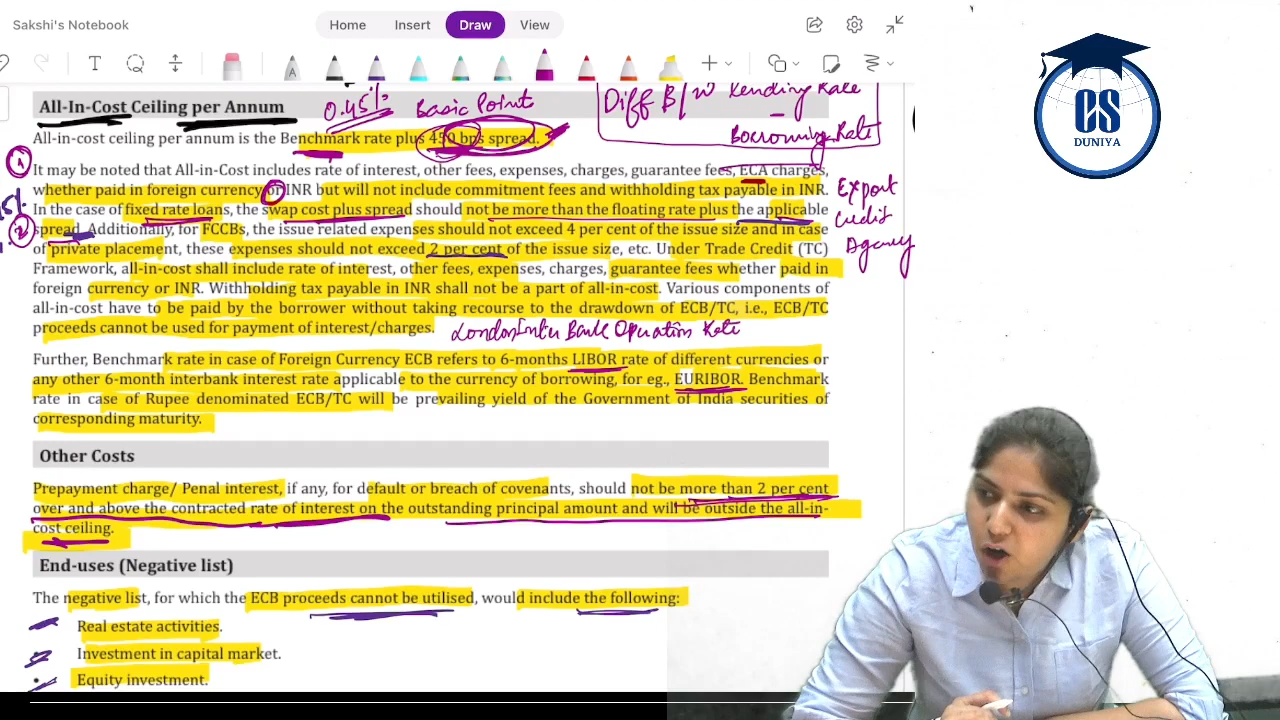 Sakshi's Notebook
Home Insert Draw View
CS
DUNIYA
All-In-Cost Ceiling per Annum
0.45% Basic Point
Diff B/w Lending Rate
Borrowing Rate
All-in-cost ceiling per annum is the Benchmark rate plus 450 bps spread.
1
It may be noted that All-in-Cost includes rate of interest, other fees, expenses, charges, guarantee fees, ECA charges,
whether paid in foreign currency or INR but will not include commitment fees and withholding tax payable in INR.
In the case of fixed rate loans, the swap cost plus spread should not be more than the floating rate plus the applicable
2
spread. Additionally, for FCCBs, the issue related expenses should not exceed 4 per cent of the issue size and in case
of private placement, these expenses should not exceed 2 per cent of the issue size, etc. Under Trade Credit (TC)
Framework, all-in-cost shall include rate of interest, other fees, expenses, charges, guarantee fees whether paid in
foreign currency or INR. Withholding tax payable in INR shall not be a part of all-in-cost. Various components of
all-in-cost have to be paid by the borrower without taking recourse to the drawdown of ECB/TC, i.e., ECB/TC
proceeds cannot be used for payment of interest/charges.
Export
Credit
Agency
London Inter Bank Operation Rate
Further, Benchmark rate in case of Foreign Currency ECB refers to 6-months LIBOR rate of different currencies or
any other 6-month interbank interest rate applicable to the currency of borrowing, for eg., EURIBOR. Benchmark
rate in case of Rupee denominated ECB/TC will be prevailing yield of the Government of India securities of
corresponding maturity.
Other Costs
Prepayment charge/ Penal interest, if any, for default or breach of covenants, should not be more than 2 per cent
over and above the contracted rate of interest on the outstanding principal amount and will be outside the all-in-
cost ceiling.
End-uses (Negative list)
The negative list, for which the ECB proceeds cannot be utilised, would include the following:
Real estate activities.
Investment in capital market.
Equity investment.